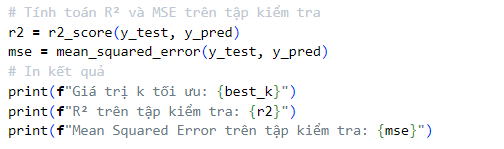 # Tính toán R² và MSE trên tập kiểm tra
r2 = r2_score(y_test, y_pred)
mse = mean_squared_error(y_test, y_pred)
# In kết quả
print(f"Giá trị k tối ưu: {best_k}")
print(f"R² trên tập kiểm tra: {r2}")
print(f"Mean Squared Error trên tập kiểm tra: {mse}")